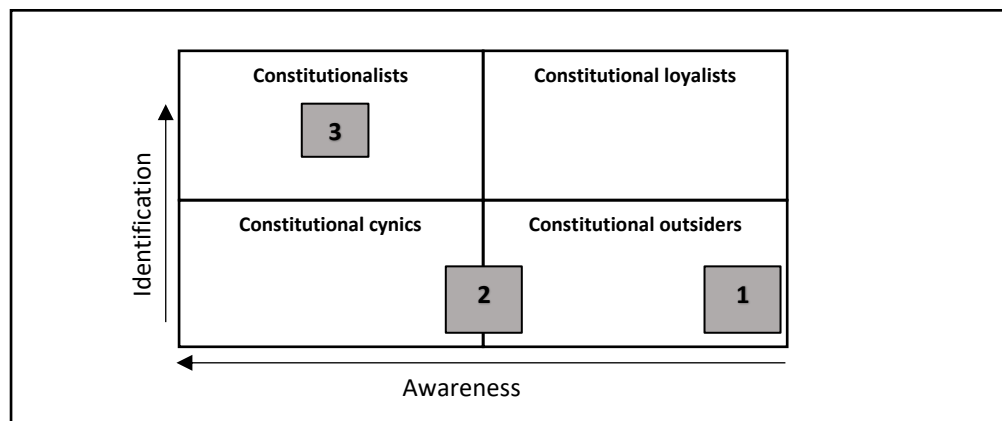 Constitutionalists
Constitutional loyalists
3
Identification
Constitutional cynics
Constitutional outsiders
2
1
Awareness